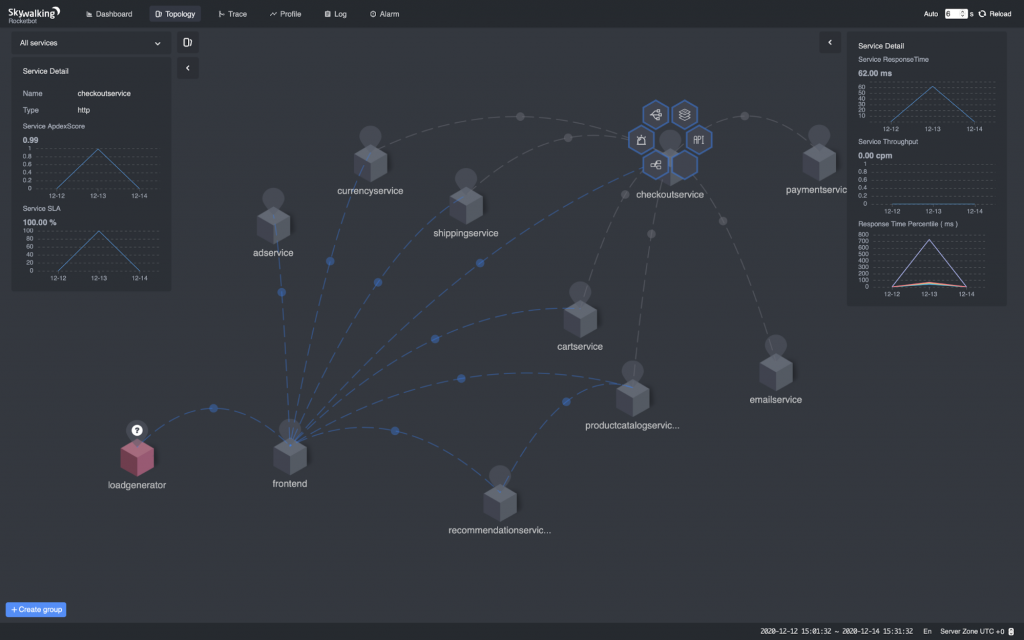 Skywalking
Rocketbot
Dashboard
Topology
Trace
Profile
Log
Alarm
Auto 6 s Reload
All services
Service Detail
Name checkoutservice
Type http
Service ApdexScore
0.99
1
0.8
0.6
0.4
0.2
0
12-12 12-13 12-14
Service SLA
100.00 %
100
80
60
40
20
0
12-12 12-13 12-14
currencyservice
adservice
shippingservice
API
checkoutservice
paymentservic
cartservice
emailservice
productcatalogservic...
?
loadgenerator
frontend
recommendationservic...
Service Detail
Service ResponseTime
62.00 ms
60
50
40
30
20
10
12-12 12-13 12-14
Service Throughput
0.00 cpm
1
0.8
0.6
0.4
0.2
0
12-12 12-13 12-14
Response Time Percentile ( ms )
800
700
600
500
400
300
200
100
0
12-12 12-13 12-14
+ Create group
2020-12-12 15:01:32 ~ 2020-12-14 15:31:32 En Server Zone UTC +0